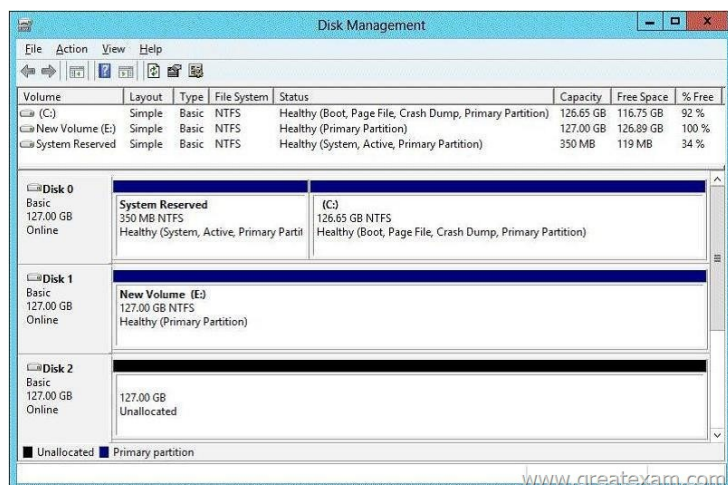 Disk Management
File Action View Help
Volume Layout Type File System Status Capacity Free Space % Free
(C:) Simple Basic NTFS Healthy (Boot, Page File, Crash Dump, Primary Partition) 126.65 GB 116.75 GB 92 %
New Volume (E:) Simple Basic NTFS Healthy (Primary Partition) 127.00 GB 126.89 GB 100 %
System Reserved Simple Basic NTFS Healthy (System, Active, Primary Partition) 350 MB 119 MB 34 %
Disk 0
Basic
127.00 GB
Online
System Reserved
350 MB NTFS
Healthy (System, Active, Primary Partit
(C:)
126.65 GB NTFS
Healthy (Boot, Page File, Crash Dump, Primary Partition)
Disk 1
Basic
127.00 GB
Online
New Volume (E:)
127.00 GB NTFS
Healthy (Primary Partition)
Disk 2
Basic
127.00 GB
Online
127.00 GB
Unallocated
Unallocated Primary partition
www.greatexam.com